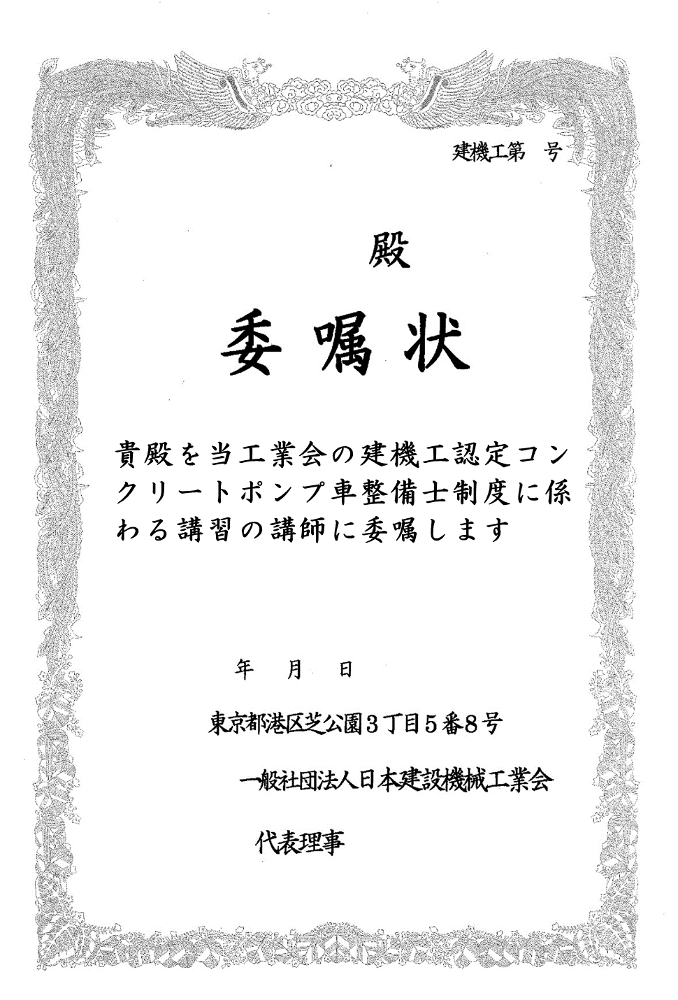 建機工第　号
殿
委嘱状
貴殿を当工業会の建機工認定コン
クリートポンプ車整備士制度に係
わる講習の講師に委嘱します
年　月　日
東京都港区芝公園３丁目５番８号
一般社団法人日本建設機械工業会
代表理事